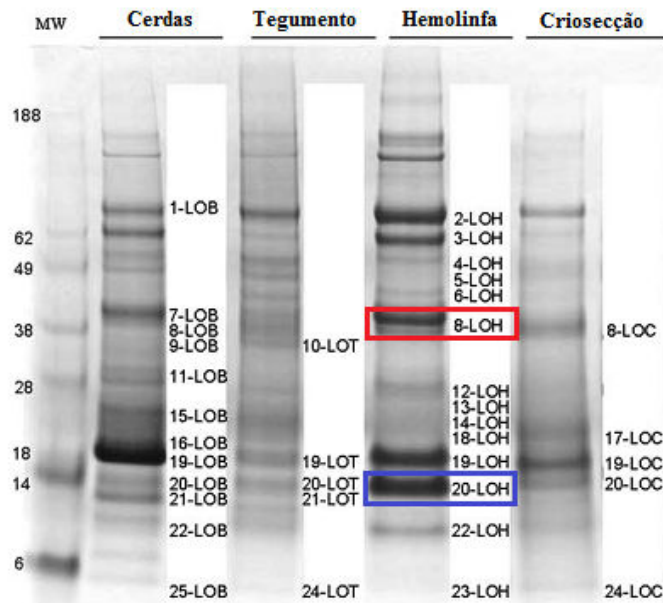 MW Cerdas Tegumento Hemolinfa Criosecção
188
1-LOB 2-LOH
62 3-LOH
49 4-LOH
5-LOH
6-LOH
7-LOB
38 8-LOB 8-LOH 8-LOC
9-LOB 10-LOT
28 11-LOB 12-LOH
13-LOH
15-LOB 14-LOH
16-LOB 18-LOH 17-LOC
18 19-LOB 19-LOT 19-LOH 19-LOC
14 20-LOB 20-LOT 20-LOH 20-LOC
21-LOB 21-LOT
22-LOB 22-LOH
6
25-LOB 24-LOT 23-LOH 24-LOC